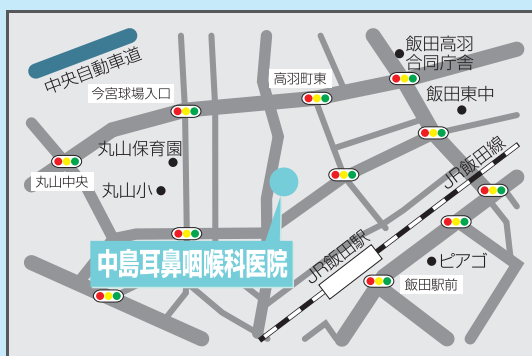 中央自動車道
飯田高羽
合同庁舎
高羽町東
今宮球場入口
飯田東中
丸山保育園
丸山中央
丸山小
JR飯田線
中島耳鼻咽喉科医院
JR飯田駅
ピアゴ
飯田駅前